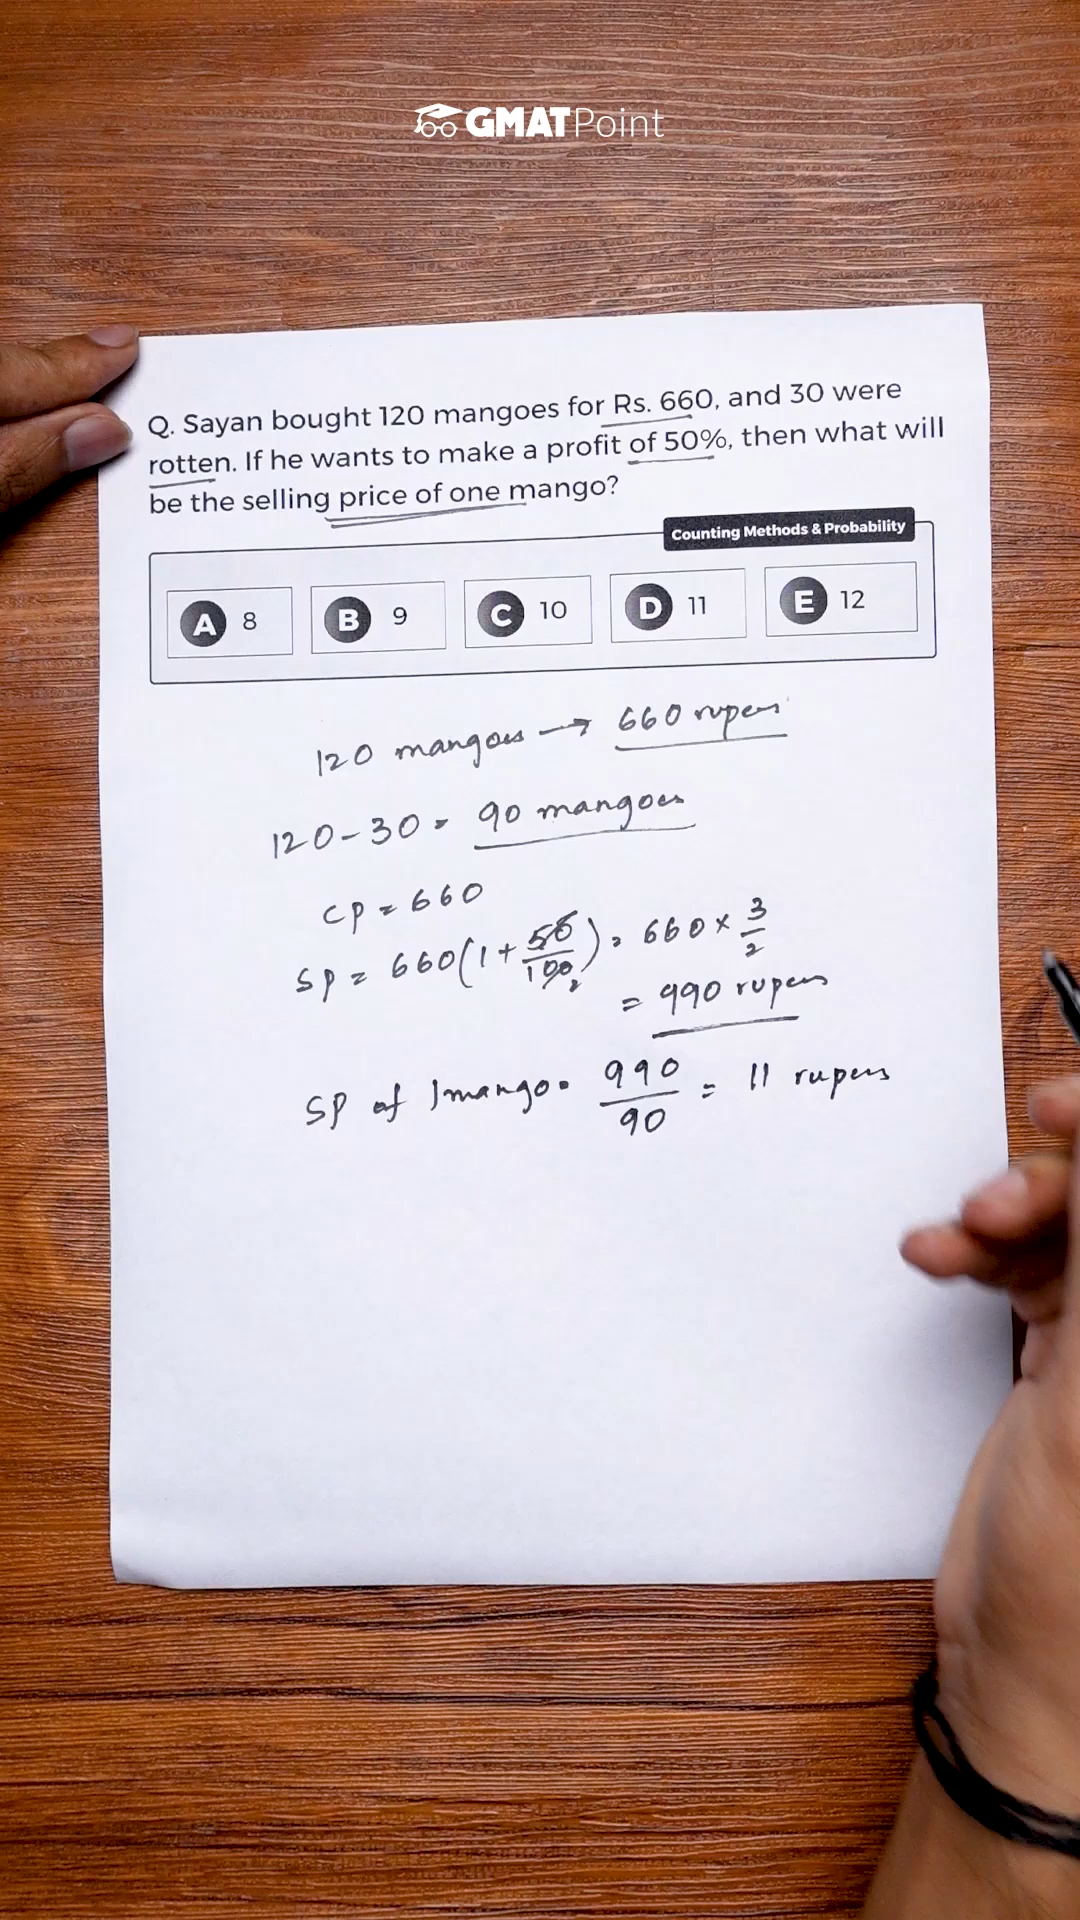 GMATPoint
Q. Sayan bought 120 mangoes for Rs. 660, and 30 were
rotten. If he wants to make a profit of 50%, then what will
be the selling price of one mango?
Counting Methods & Probability
A 8 B 9 C 10 D 11 E 12
120 mangoes → 660 rupees
120-30 = 90 mangoes
CP = 660
SP = 660(1 + 50/100) = 660 × 3/2
= 990 rupees
SP of 1 mango = 990/90 = 11 rupees